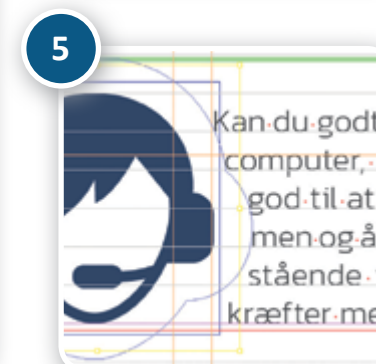 5
Kan du godt
computer,
god til at
men og å
stående
kræfter me